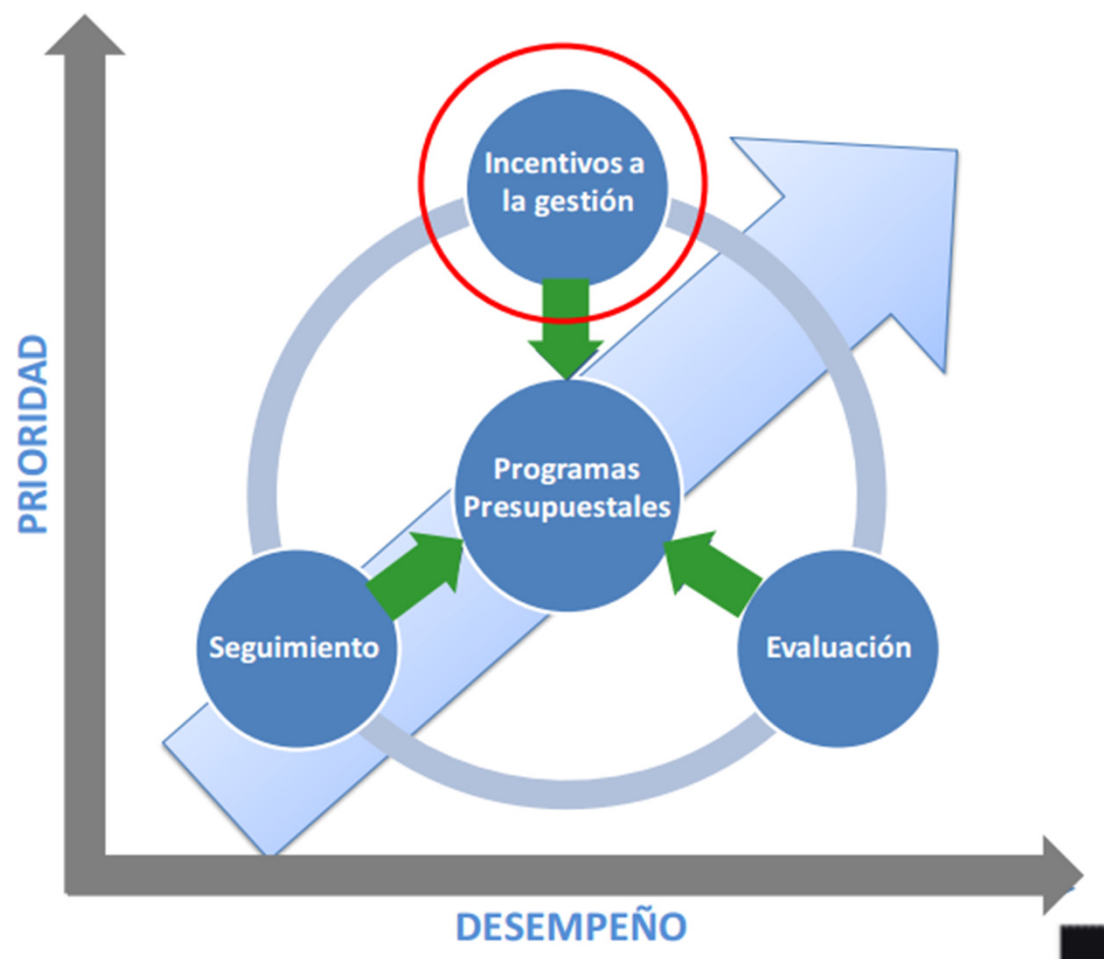 Incentivos a
la gestión
PRIORIDAD
Programas
Presupuestales
Seguimiento
Evaluación
DESEMPEÑO